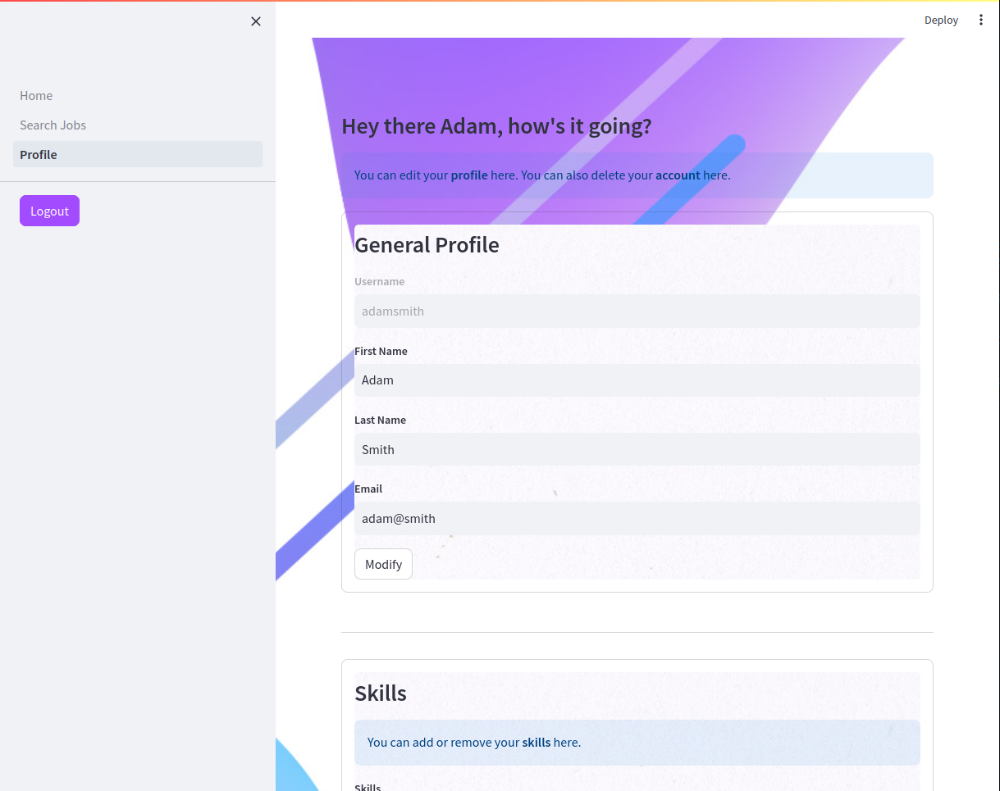 Deploy
Home
Search Jobs
Profile
Logout
Hey there Adam, how's it going?
You can edit your profile here. You can also delete your account here.
General Profile
Username
adamsmith
First Name
Adam
Last Name
Smith
Email
adam@smith
Modify
Skills
You can add or remove your skills here.
Skills